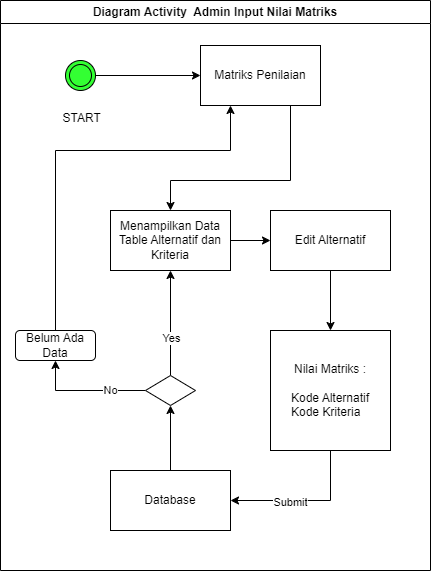 Diagram Activity Admin Input Nilai Matriks
Matriks Penilaian
START
Menampilkan Data
Table Alternatif dan
Kriteria
Edit Alternatif
Belum Ada
Data
Yes
Nilai Matriks :
Kode Alternatif
Kode Kriteria
No
Database
Submit